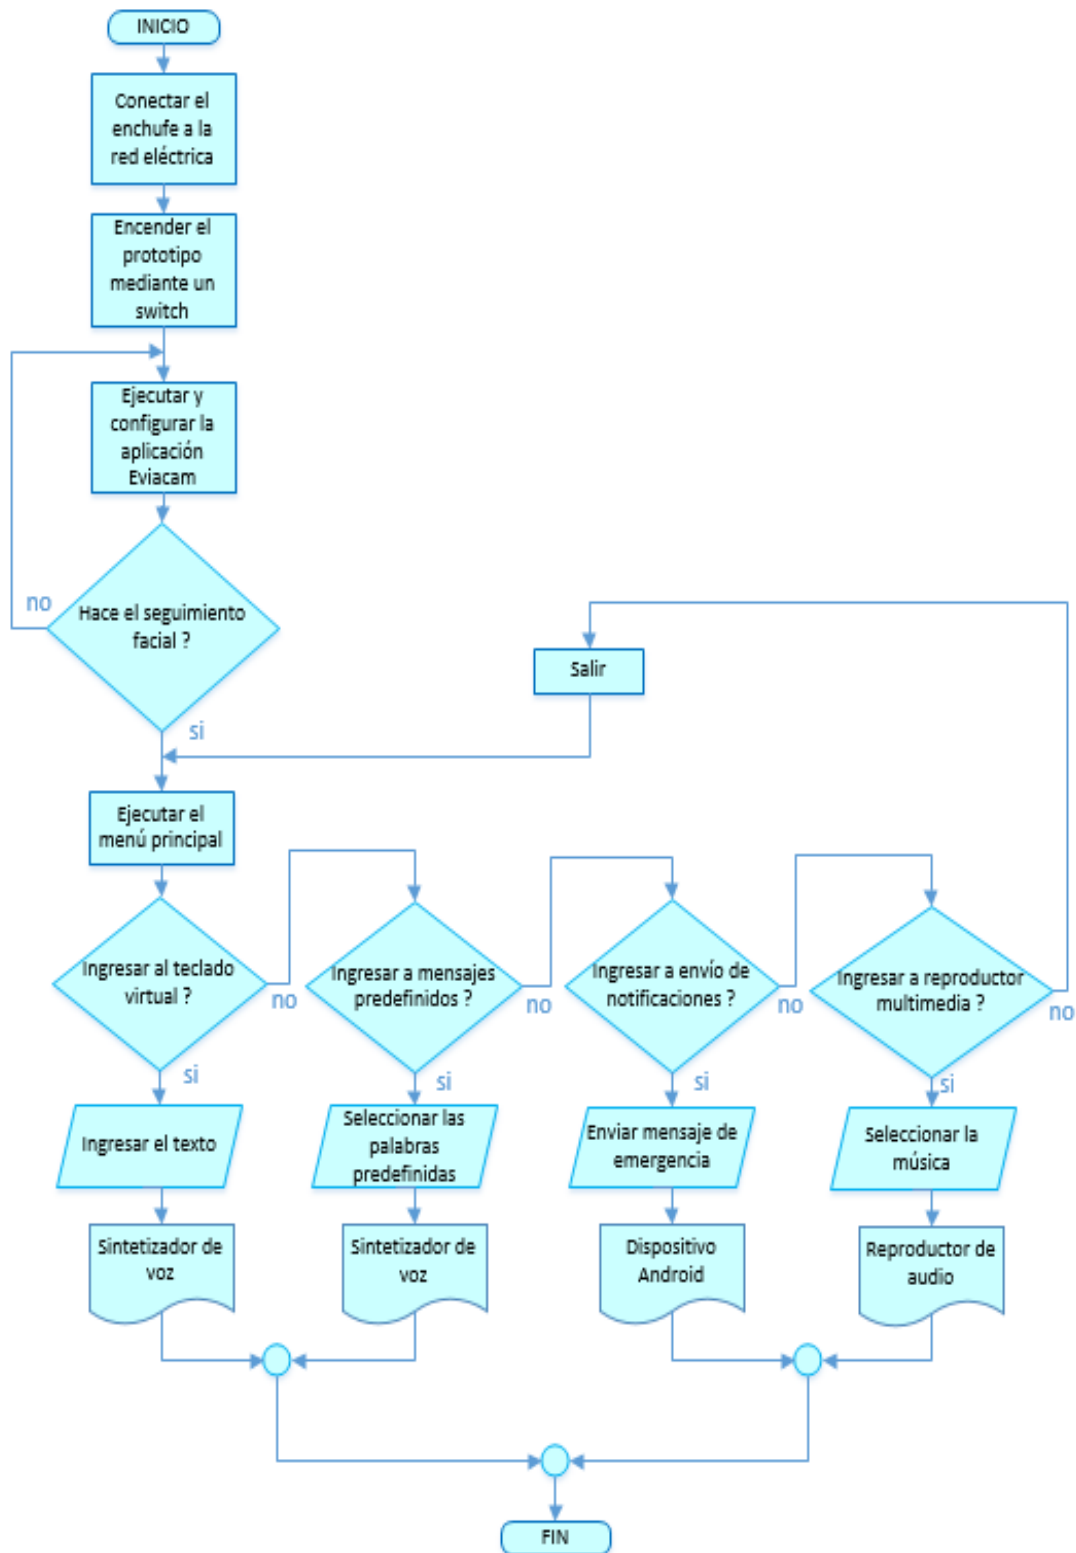 INICIO
Conectar el
enchufe a la
red eléctrica
Encender el
prototipo
mediante un
switch
Ejecutar y
configurar la
aplicación
Eviacam
Hace el seguimiento
facial ?
no
si
Salir
Ejecutar el
menú principal
Ingresar al teclado
virtual ?
no
si
Ingresar a mensajes
predefinidos ?
no
si
Ingresar a envío de
notificaciones ?
no
si
Ingresar a reproductor
multimedia ?
no
si
Ingresar el texto
Seleccionar las
palabras
predefinidas
Enviar mensaje de
emergencia
Seleccionar la
música
Sintetizador de
voz
Sintetizador de
voz
Dispositivo
Android
Reproductor de
audio
FIN